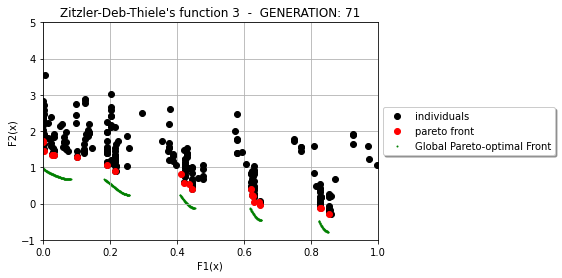 Zitzler-Deb-Thiele's function 3 - GENERATION: 71
5
4
3
2
1
0
−1
F2(x)
0.0 0.2 0.4 0.6 0.8 1.0
F1(x)
individuals
pareto front
Global Pareto-optimal Front